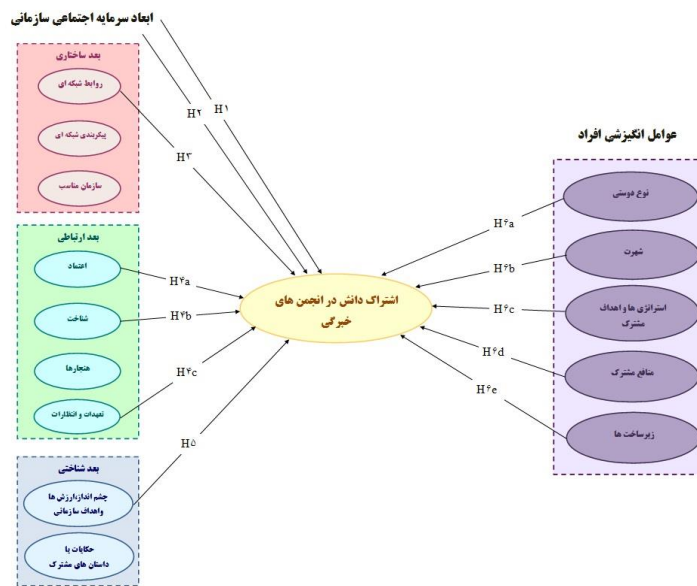 ابعاد سرمایه اجتماعی سازمانی
بعد ساختاری
روابط شبکه ای
پیکربندی شبکه ای
سازمان مناسب
بعد ارتباطی
اعتماد
شناخت
هنجارها
تعهدات و انتظارات
بعد شناختی
چشم انداز،ارزش ها
واهداف سازمانی
حکایات یا
داستان های مشترک
H۱
H۲
H۳
H۴a
H۴b
H۴c
H۵
اشتراک دانش در انجمن های
خبرگی
عوامل انگیزشی افراد
نوع دوستی
شهرت
استراتژی ها و اهداف
مشترک
منافع مشترک
زیرساخت ها
H۶a
H۶b
H۶c
H۶d
H۶e